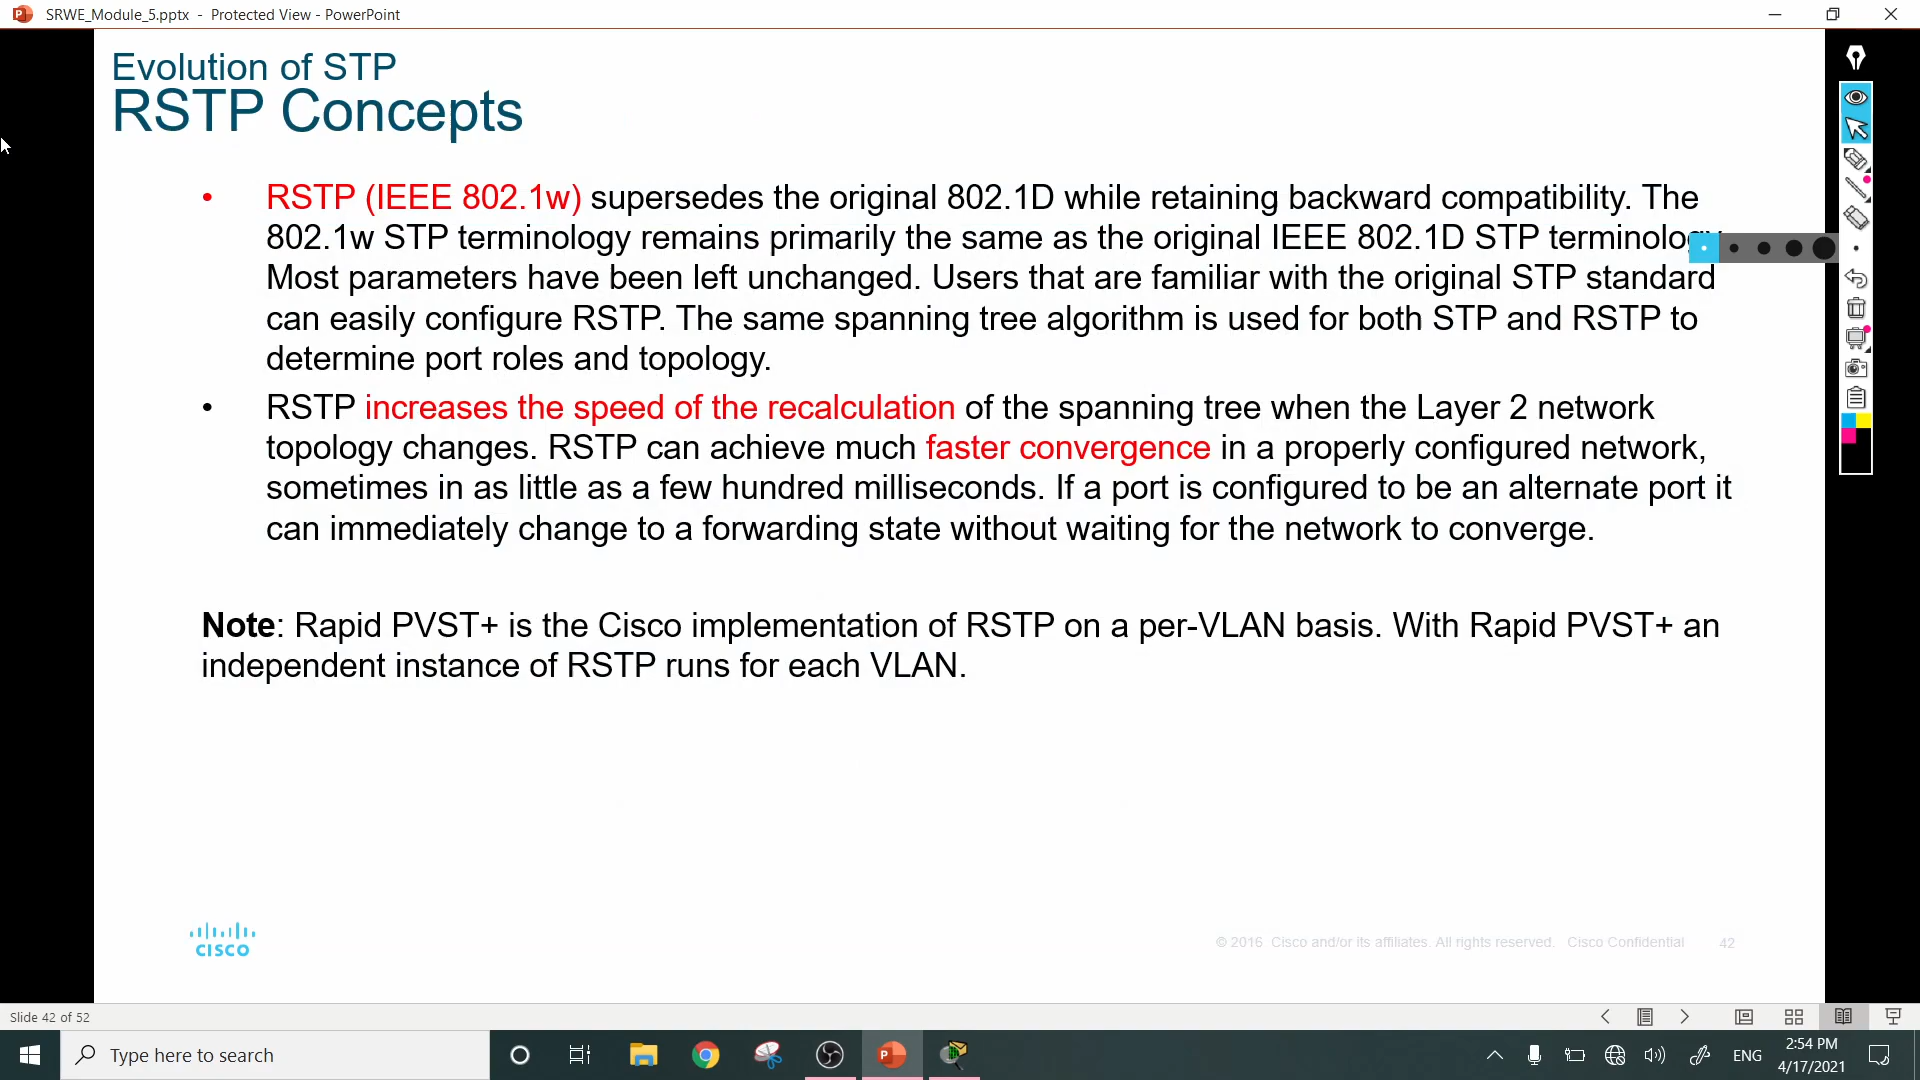 SRWE_Module_5.pptx - Protected View - PowerPoint
Evolution of STP
RSTP Concepts
• RSTP (IEEE 802.1w) supersedes the original 802.1D while retaining backward compatibility. The
802.1w STP terminology remains primarily the same as the original IEEE 802.1D STP terminology.
Most parameters have been left unchanged. Users that are familiar with the original STP standard
can easily configure RSTP. The same spanning tree algorithm is used for both STP and RSTP to
determine port roles and topology.
• RSTP increases the speed of the recalculation of the spanning tree when the Layer 2 network
topology changes. RSTP can achieve much faster convergence in a properly configured network,
sometimes in as little as a few hundred milliseconds. If a port is configured to be an alternate port it
can immediately change to a forwarding state without waiting for the network to converge.
Note: Rapid PVST+ is the Cisco implementation of RSTP on a per-VLAN basis. With Rapid PVST+ an
independent instance of RSTP runs for each VLAN.
CISCO
© 2016 Cisco and/or its affiliates. All rights reserved. Cisco Confidential 42
Slide 42 of 52
Type here to search
ENG
2:54 PM
4/17/2021